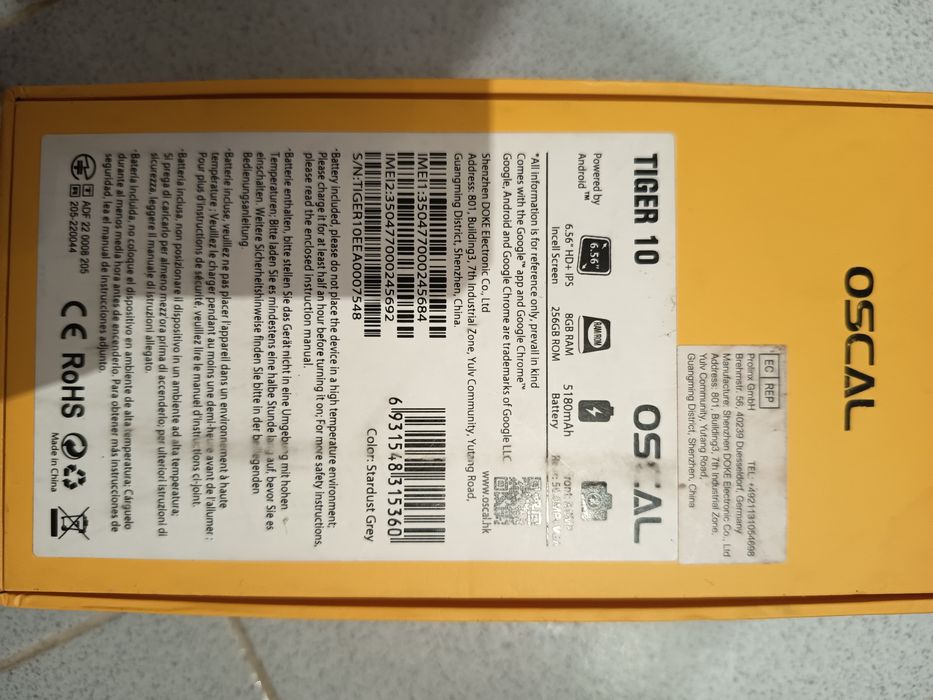 OSCAL
EC REP
Prolinx GmbH TEL: +4921131054698
Brehmstr. 56, 40239 Duesseldorf, Germany
Manufacture: Shenzhen DOKE Electronic Co., Ltd
Address: 801, Building3, 7th Industrial Zone,
Yulv Community, Yutang Road,
Guangming District, Shenzhen, China
TIGER 10
OSCAL
Powered by
Android™
6.56"
6.56" HD+ IPS
Incell Screen
RAM/ROM
8GB RAM
256GB ROM
5180mAh
Battery
*All information is for reference only, prevail in kind
Comes with the Google™ app and Google Chrome™
Google, Android and Google Chrome are trademarks of Google LLC
Shenzhen DOKE Electronic Co., Ltd
www.oscal.hk
Address: 801, Building3, 7th Industrial Zone, Yulv Community, Yutang Road,
Guangming District, Shenzhen, China.
IMEI1:350477000245684
IMEI2:350477000245692
S/N:TIGER10EEA0007548
6 931548 315360
Color: Stardust Grey
·Battery included, please do not place the device in a high temperature environment;
Please charge it for at least half an hour before turning it on; For more safety instructions,
please read the enclosed instruction manual.
·Batterie enthalten, bitte stellen Sie das Gerät nicht in eine Umgebung mit hohen
Temperaturen; Bitte laden Sie es mindestens eine halbe Stunde lang auf, bevor Sie es
einschalten. Weitere Sicherheitshinweise finden Sie bitte in der beiliegenden
Bedienungsanleitung.
·Batterie incluse, veuillez ne pas placer l'appareil dans un environnement à haute
température ; Veuillez le charger pendant au moins une demi-heure avant de l'allumer ;
Pour plus d'instructions de sécurité, veuillez lire le manuel d'instructions ci-joint.
·Batteria inclusa, non posizionare il dispositivo in un ambiente ad alta temperatura;
Si prega di caricarlo per almeno mezz'ora prima di accenderlo, per ulteriori istruzioni di
sicurezza, leggere il manuale di istruzioni allegato.
·Batería incluida, no coloque el dispositivo en ambiente de alta temperatura; Cárguelo
durante al menos media hora antes de encenderlo. Para obtener más instrucciones de
seguridad, lea el manual de instrucciones adjunto.
ADF 22 0008 205
205-220044
CE RoHS
Made in China